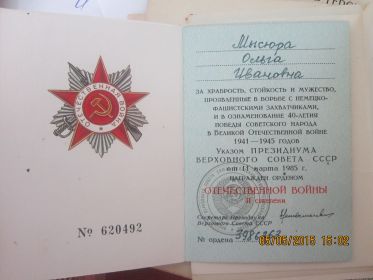 ОТЕЧЕСТВЕННАЯ ВОЙНА
№ 620492
Мысюра
Ольга
Ивановна
ЗА ХРАБРОСТЬ, СТОЙКОСТЬ И МУЖЕСТВО,
ПРОЯВЛЕННЫЕ В БОРЬБЕ С НЕМЕЦКО-
ФАШИСТСКИМИ ЗАХВАТЧИКАМИ,
И В ОЗНАМЕНОВАНИЕ 40-ЛЕТИЯ
ПОБЕДЫ СОВЕТСКОГО НАРОДА
В ВЕЛИКОЙ ОТЕЧЕСТВЕННОЙ ВОЙНЕ
1941—1945 ГОДОВ
УКАЗОМ ПРЕЗИДИУМА
ВЕРХОВНОГО СОВЕТА СССР
ОТ 11 марта 1985 г.
НАГРАЖДЕН ОРДЕНОМ
ОТЕЧЕСТВЕННОЙ ВОЙНЫ
II СТЕПЕНИ
Секретарь Президиума
Верховного Совета СССР
№ ордена
05/05/2015 15:02